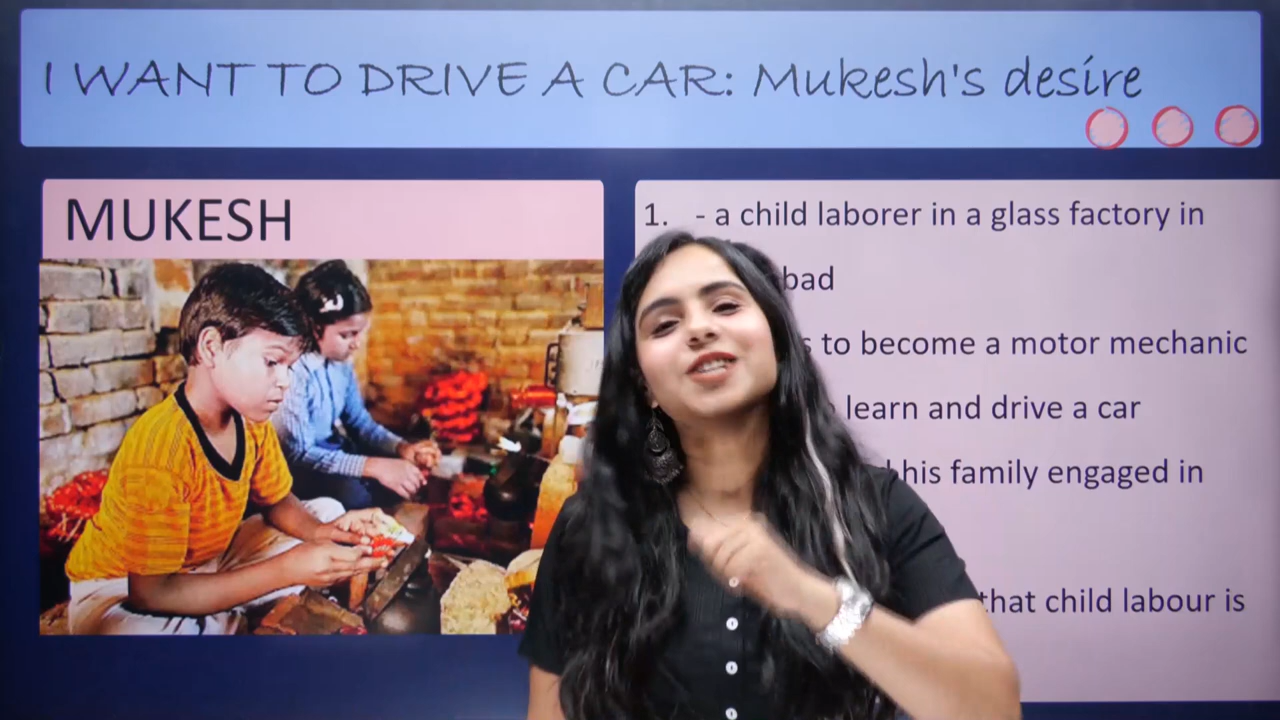 I WANT TO DRIVE A CAR: Mukesh's desire
MUKESH
1. - a child laborer in a glass factory in
bad
to become a motor mechanic
learn and drive a car
his family engaged in
that child labour is